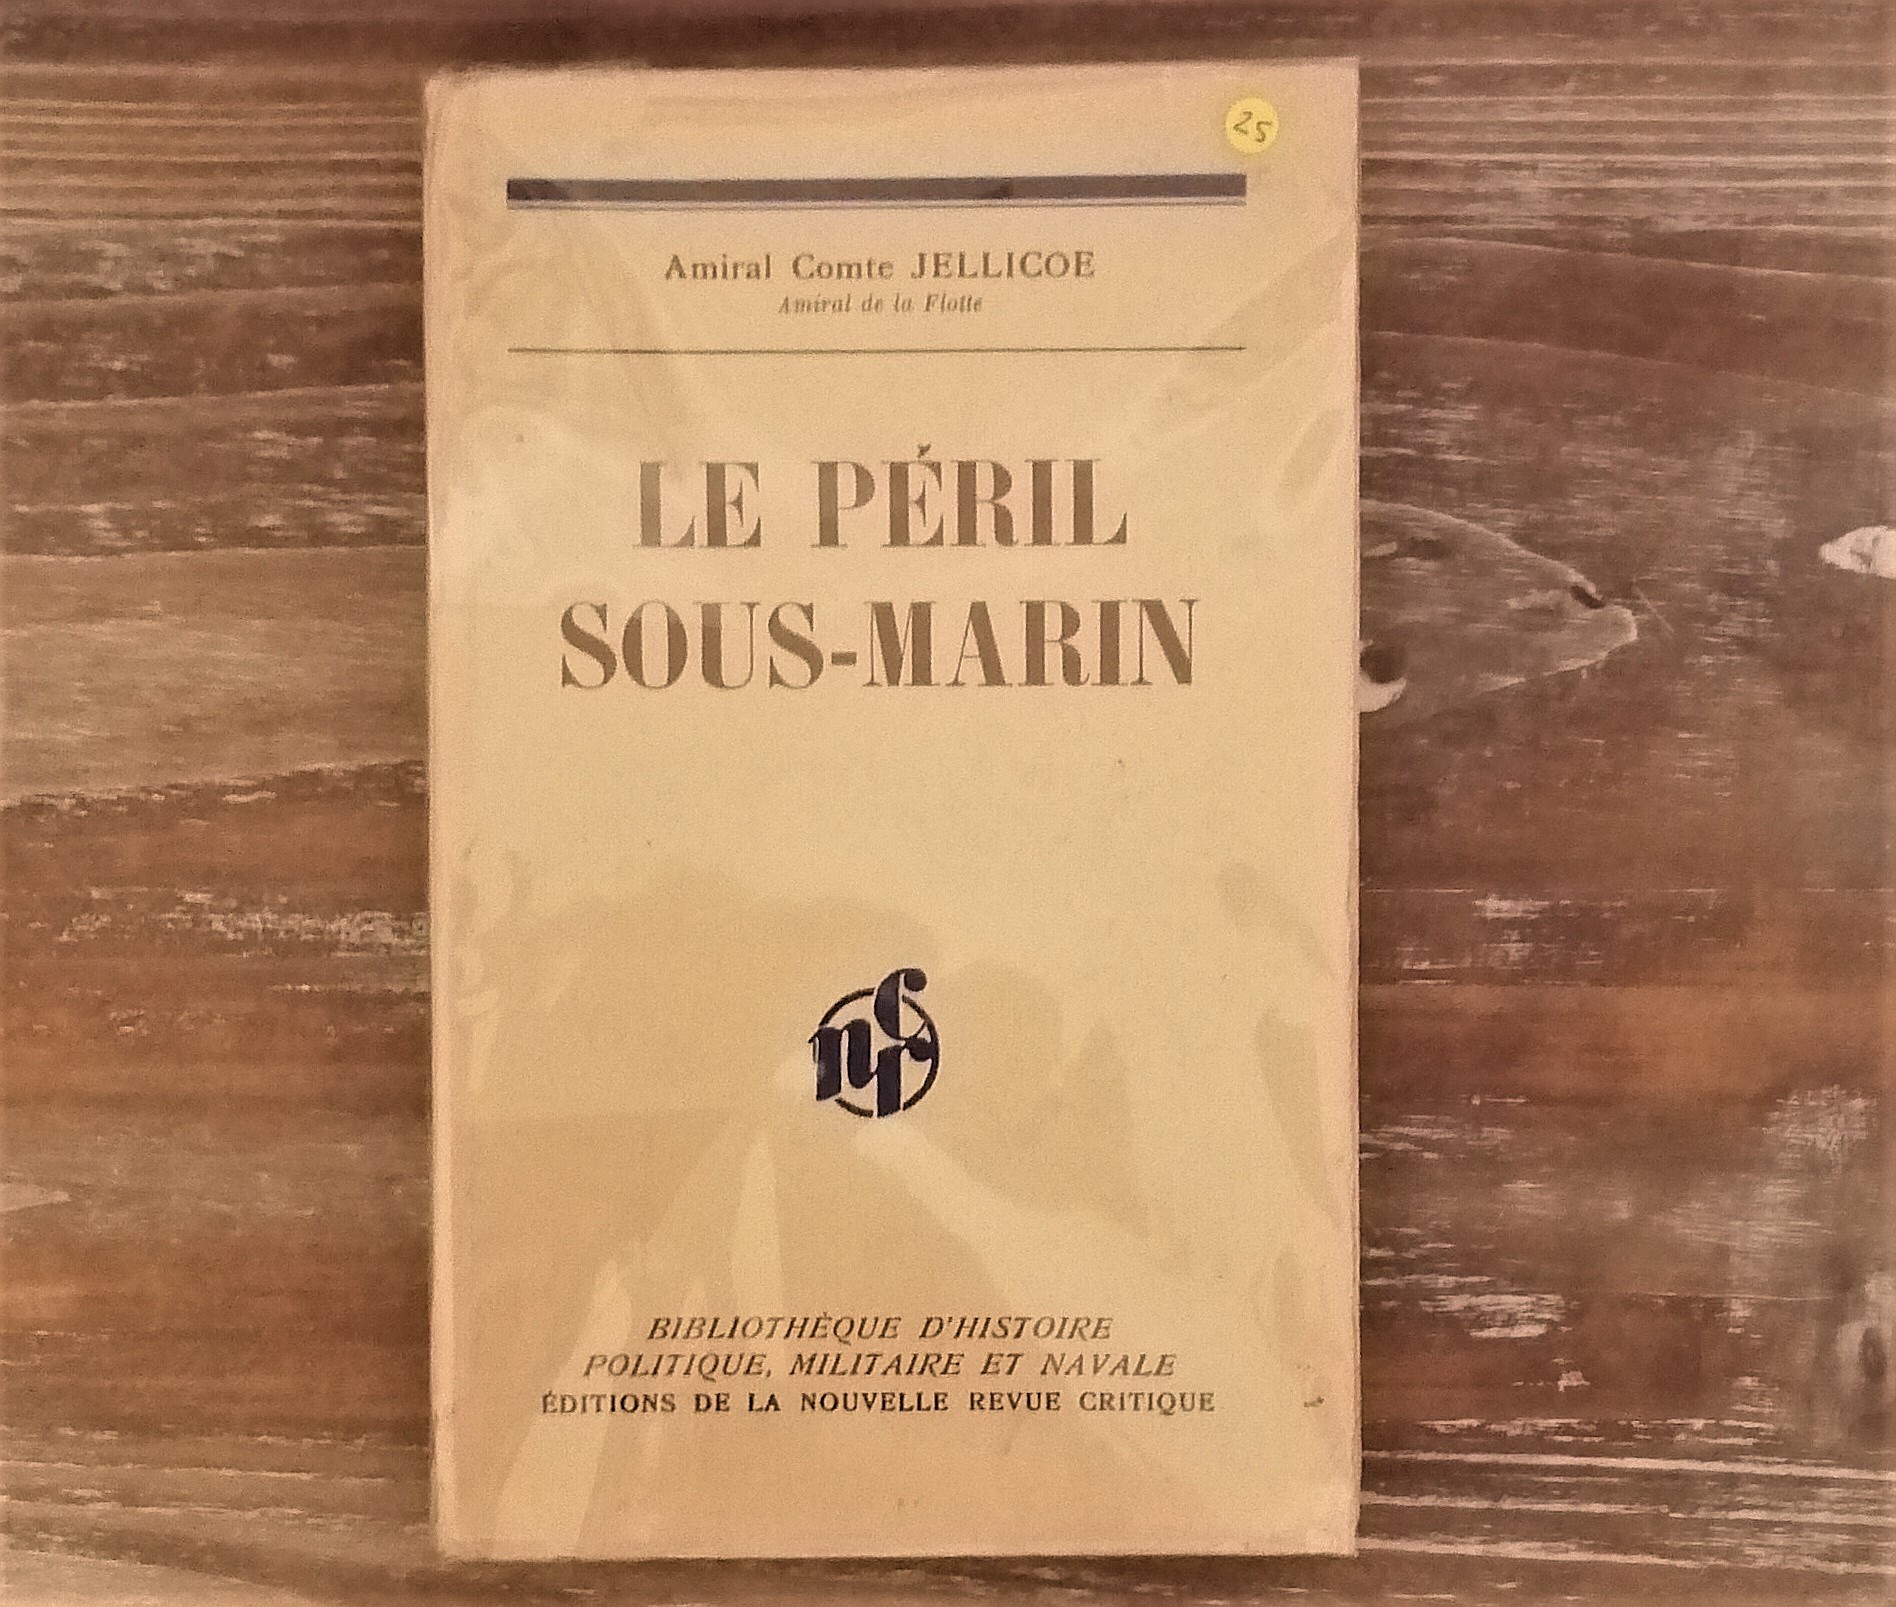 25
Amiral Comte JELLICOE
Amiral de la Flotte
LE PÉRIL
SOUS-MARIN
nrc
BIBLIOTHÈQUE D'HISTOIRE
POLITIQUE, MILITAIRE ET NAVALE
ÉDITIONS DE LA NOUVELLE REVUE CRITIQUE